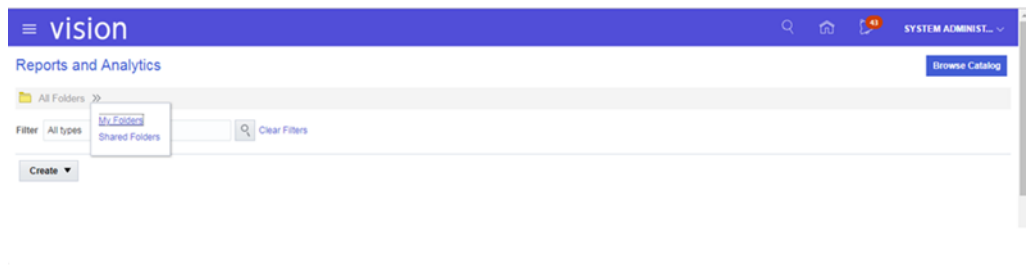 vision
43
SYSTEM ADMINIST...
Reports and Analytics
Browse Catalog
All Folders
My Folders
Shared Folders
Filter All types
Clear Filters
Create